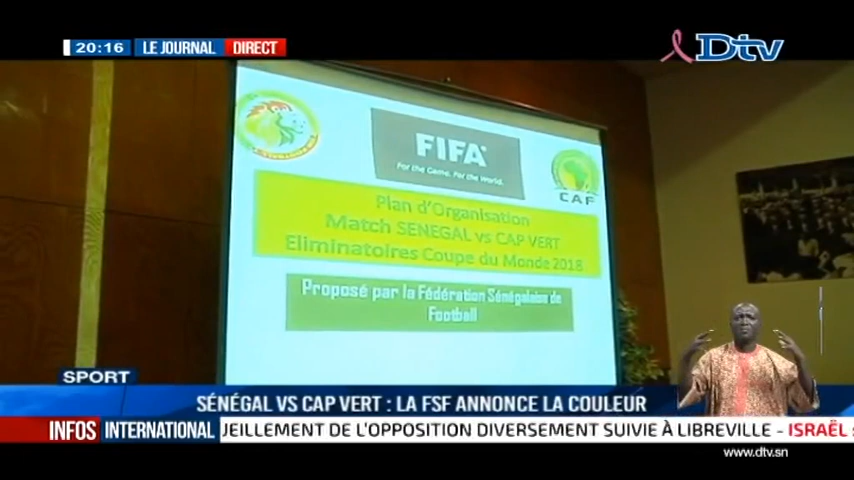 20:16 LE JOURNAL DIRECT
Dtv
FIFA
For the Game. For the World.
CAF
Plan d'Organisation
Match SENEGAL vs CAP VERT
Eliminatoires Coupe du Monde 2018
Proposé par la Fédération Sénégalaise de
Football
SPORT
SÉNÉGAL VS CAP VERT : LA FSF ANNONCE LA COULEUR
INFOS INTERNATIONAL JEILLEMENT DE L'OPPOSITION DIVERSEMENT SUIVIE À LIBREVILLE - ISRAËL :
www.dtv.sn